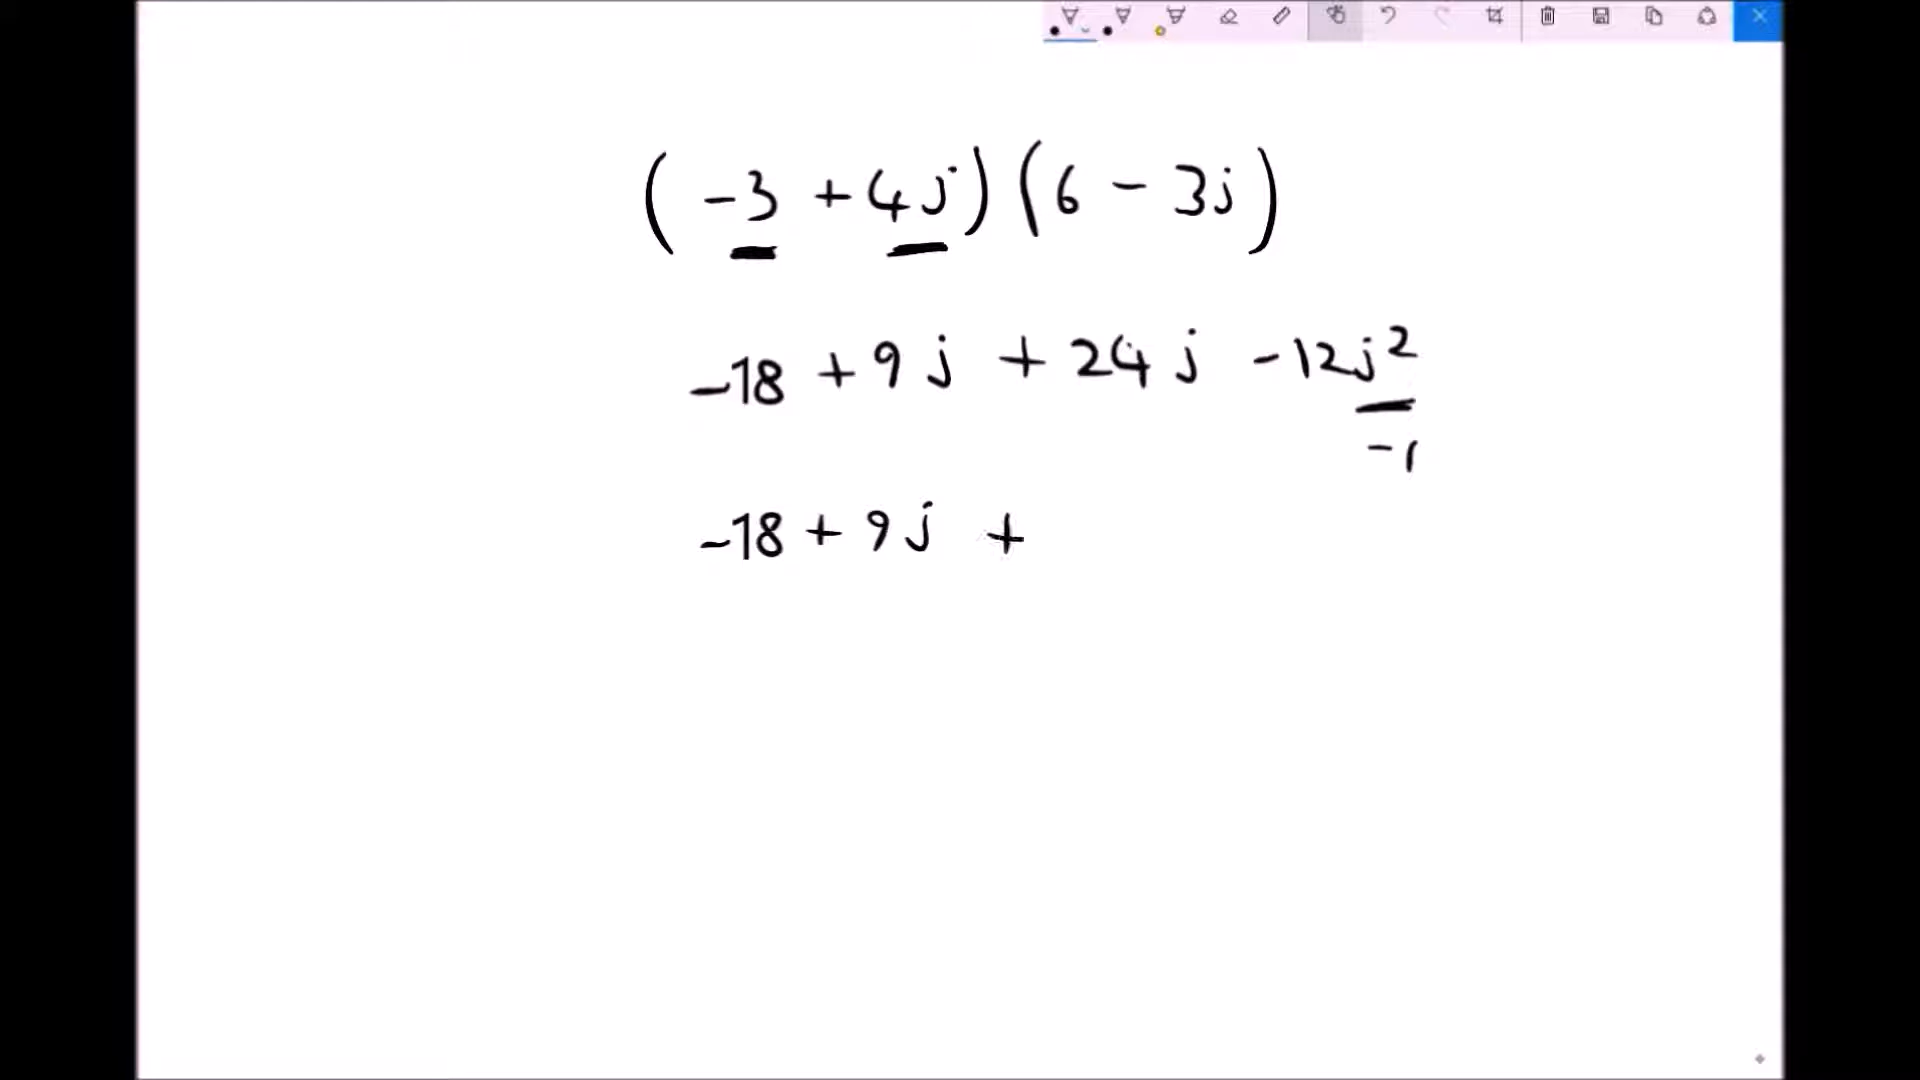 (-3 + 4j)(6 - 3j)
-18 + 9j + 24j - 12j²
-1
-18 + 9j +